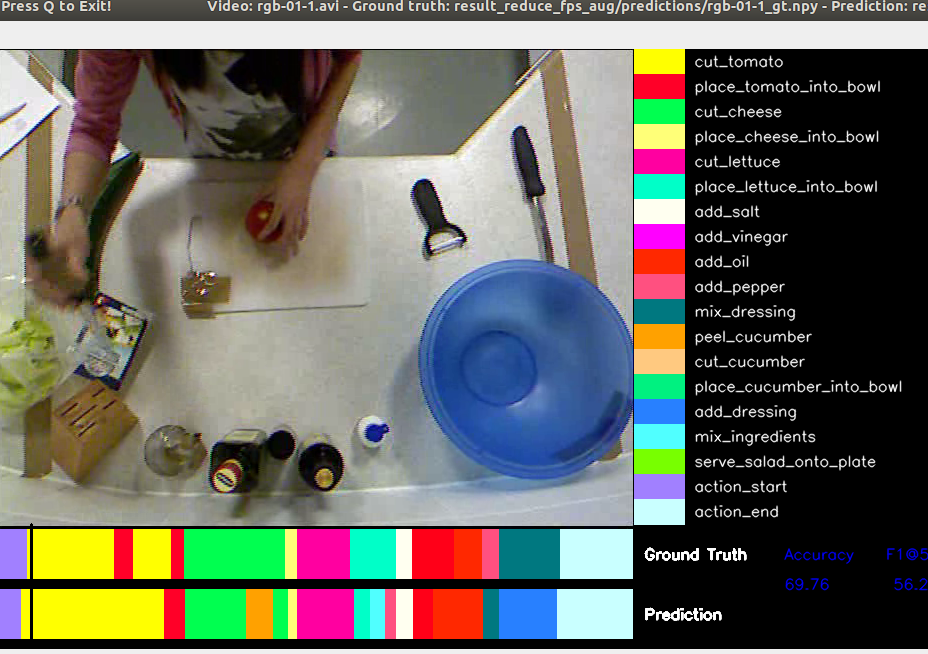 Press Q to Exit!
Video: rgb-01-1.avi - Ground truth: result_reduce_fps_aug/predictions/rgb-01-1_gt.npy - Prediction: re
cut_tomato
place_tomato_into_bowl
cut_cheese
place_cheese_into_bowl
cut_lettuce
place_lettuce_into_bowl
add_salt
add_vinegar
add_oil
add_pepper
mix_dressing
peel_cucumber
cut_cucumber
place_cucumber_into_bowl
add_dressing
mix_ingredients
serve_salad_onto_plate
action_start
action_end
Ground Truth Accuracy F1@5
69.76 56.2
Prediction